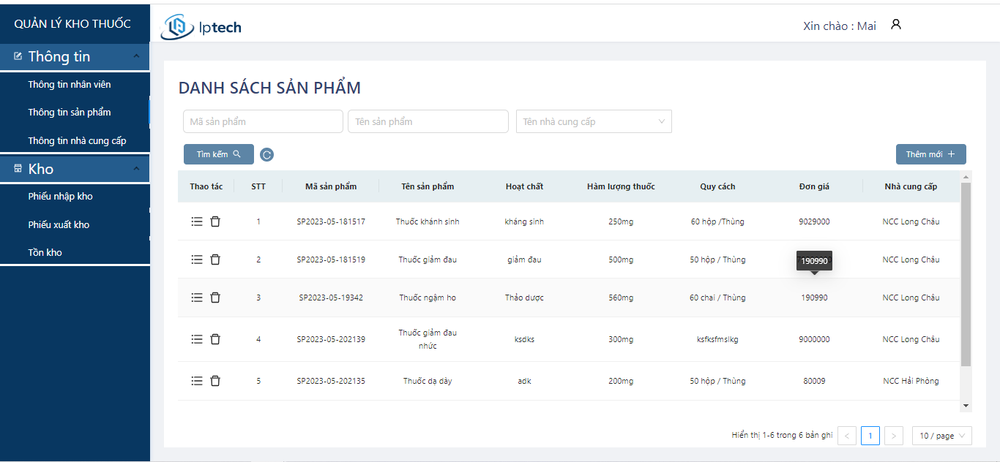 QUẢN LÝ KHO THUỐC
Thông tin
Thông tin nhân viên
Thông tin sản phẩm
Thông tin nhà cung cấp
Kho
Phiếu nhập kho
Phiếu xuất kho
Tồn kho
lptech
Xin chào : Mai
DANH SÁCH SẢN PHẨM
Mã sản phẩm Tên sản phẩm Tên nhà cung cấp
Tìm kếm Thêm mới +
Thao tác STT Mã sản phẩm Tên sản phẩm Hoạt chất Hàm lượng thuốc Quy cách Đơn giá Nhà cung cấp
1 SP2023-05-181517 Thuốc khánh sinh kháng sinh 250mg 60 hộp /Thùng 9029000 NCC Long Châu
2 SP2023-05-181519 Thuốc giảm đau giảm đau 500mg 50 hộp / Thùng NCC Long Châu
190990
3 SP2023-05-19342 Thuốc ngậm ho Thảo dược 560mg 60 chai / Thùng 190990 NCC Long Châu
4 SP2023-05-202139 Thuốc giảm đau nhức ksdks 300mg ksfksfmslkg 9000000 NCC Long Châu
5 SP2023-05-202135 Thuốc dạ dày adk 200mg 50 hộp / Thùng 80009 NCC Hải Phòng
Hiển thị 1-6 trong 6 bản ghi < 1 > 10 / page